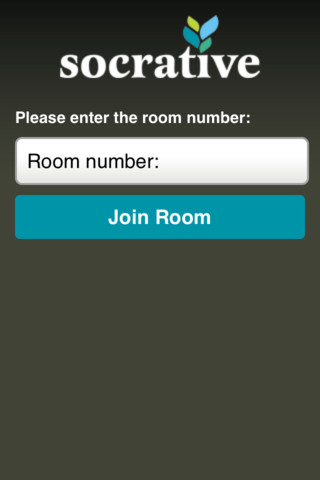 socrative
Please enter the room number:
Room number:
Join Room